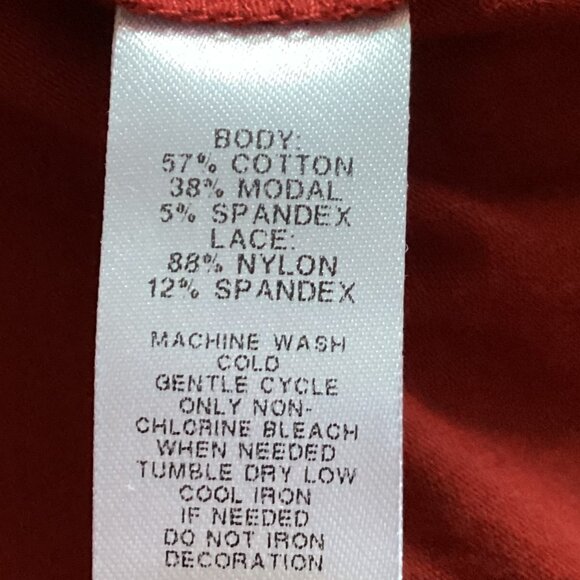 BODY:
57% COTTON
38% MODAL
5% SPANDEX
LACE:
88% NYLON
12% SPANDEX
MACHINE WASH
COLD
GENTLE CYCLE
ONLY NON-
CHLORINE BLEACH
WHEN NEEDED
TUMBLE DRY LOW
COOL IRON
IF NEEDED
DO NOT IRON
DECORATION